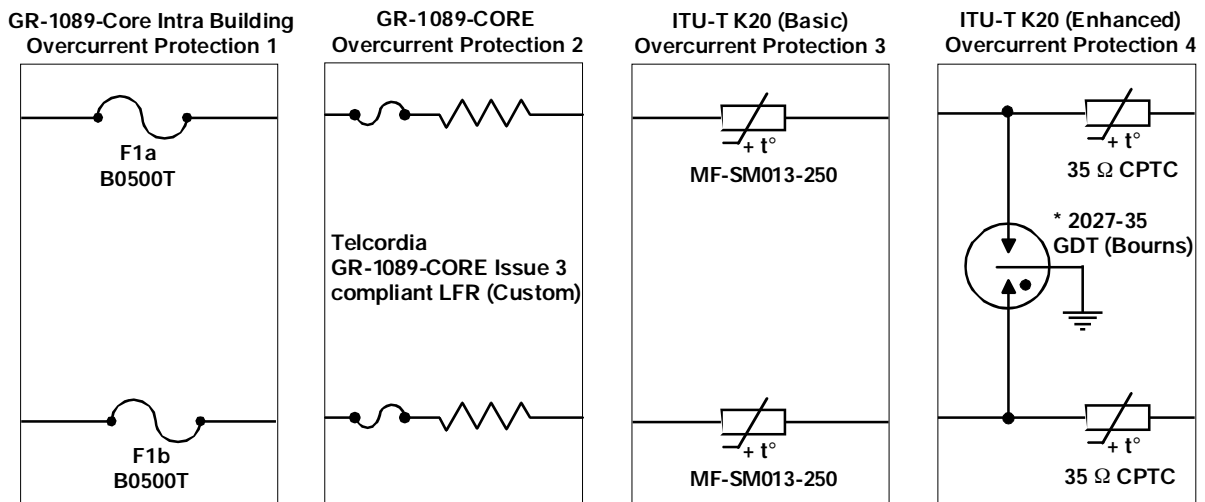 GR-1089-Core Intra Building
Overcurrent Protection 1
F1a
B0500T
F1b
B0500T
GR-1089-CORE
Overcurrent Protection 2
Telcordia
GR-1089-CORE Issue 3
compliant LFR (Custom)
ITU-T K20 (Basic)
Overcurrent Protection 3
+ t°
MF-SM013-250
+ t°
MF-SM013-250
ITU-T K20 (Enhanced)
Overcurrent Protection 4
+ t°
35 Ω CPTC
* 2027-35
GDT (Bourns)
+ t°
35 Ω CPTC